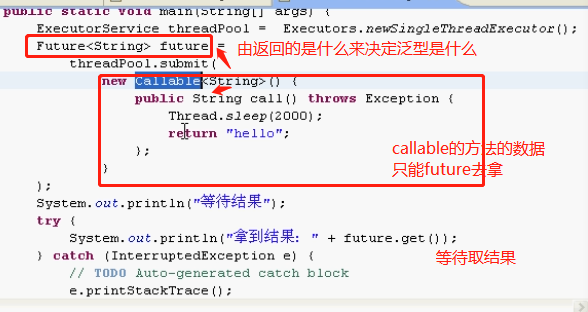 public static void main(String[] args) {
ExecutorService threadPool = Executors.newSingleThreadExecutor();
Future<String> future = 由返回的是什么来决定泛型是什么
threadPool.submit(
new Callable<String>() {
public String call() throws Exception {
Thread.sleep(2000);
return "hello";
};
callable的方法的数据
只能future去拿
}
);
System.out.println("等待结果");
try {
System.out.println("拿到结果: " + future.get());
等待取结果
} catch (InterruptedException e) {
// TODO Auto-generated catch block
e.printStackTrace();